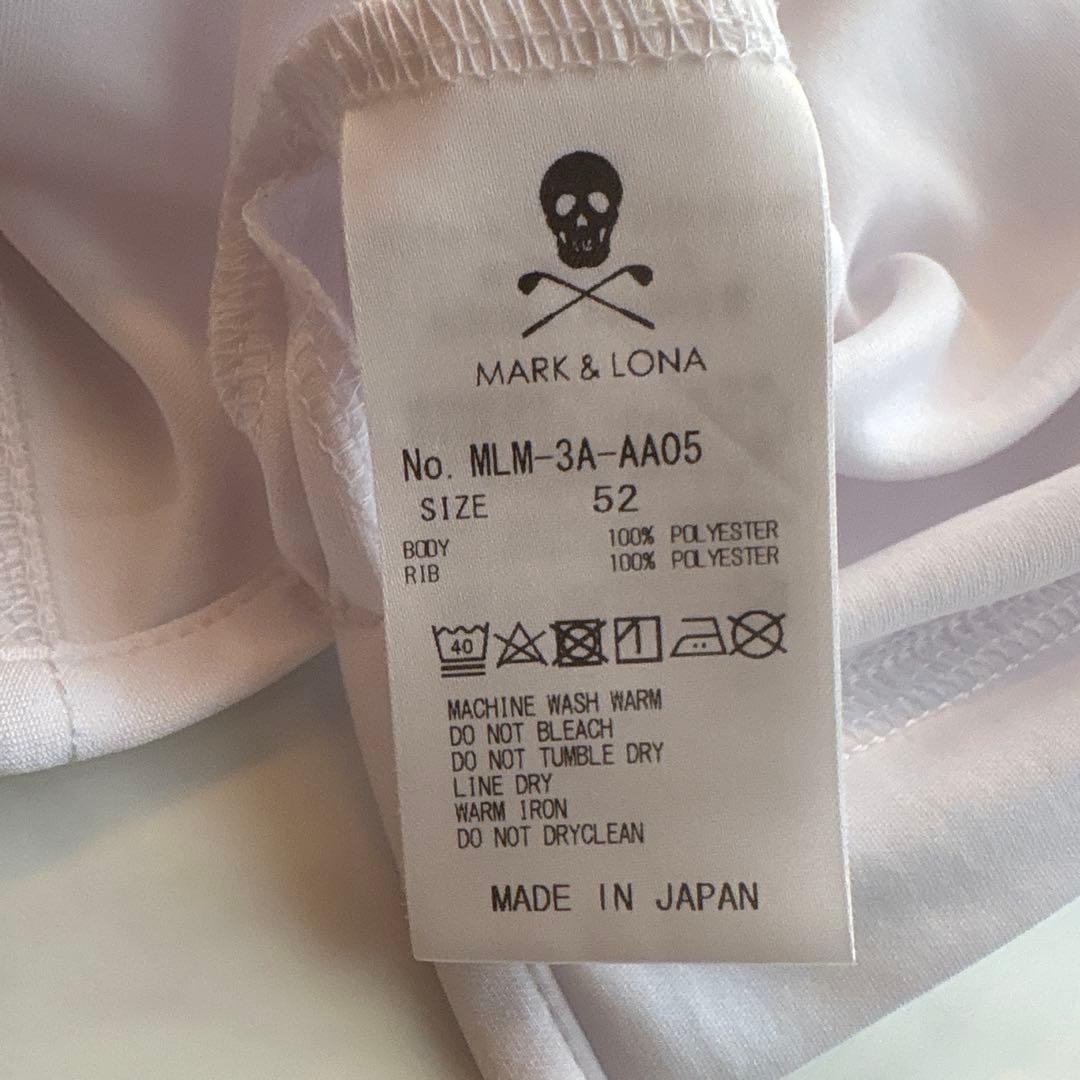 MARK & LONA
No. MLM-3A-AA05
SIZE 52
BODY 100% POLYESTER
RIB 100% POLYESTER
40
MACHINE WASH WARM
DO NOT BLEACH
DO NOT TUMBLE DRY
LINE DRY
WARM IRON
DO NOT DRYCLEAN
MADE IN JAPAN